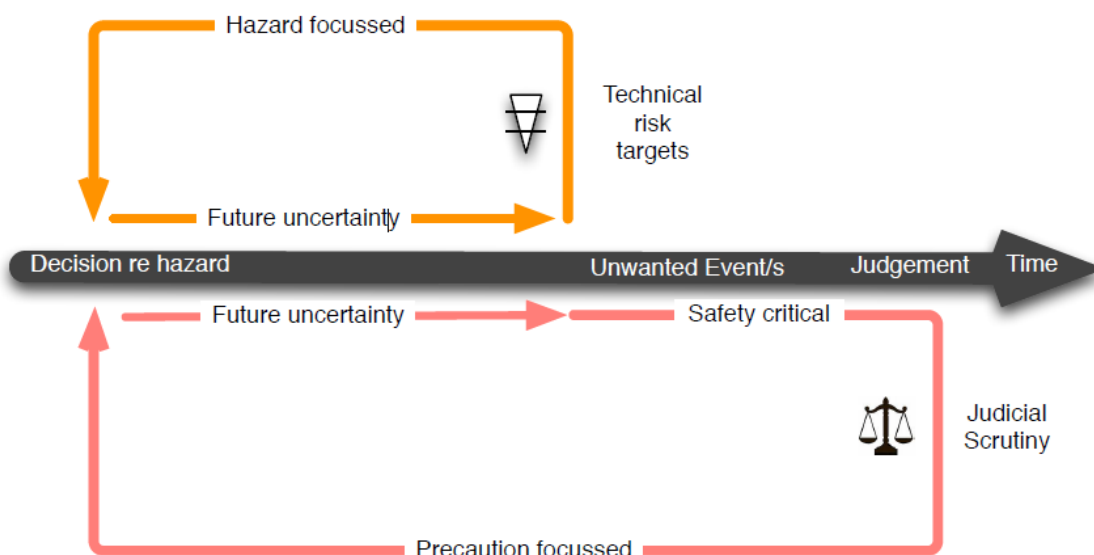 Hazard focussed
Technical
risk
targets
Future uncertainty
Decision re hazard
Unwanted Event/s
Judgement
Time
Future uncertainty
Safety critical
Judicial
Scrutiny
Precaution focussed